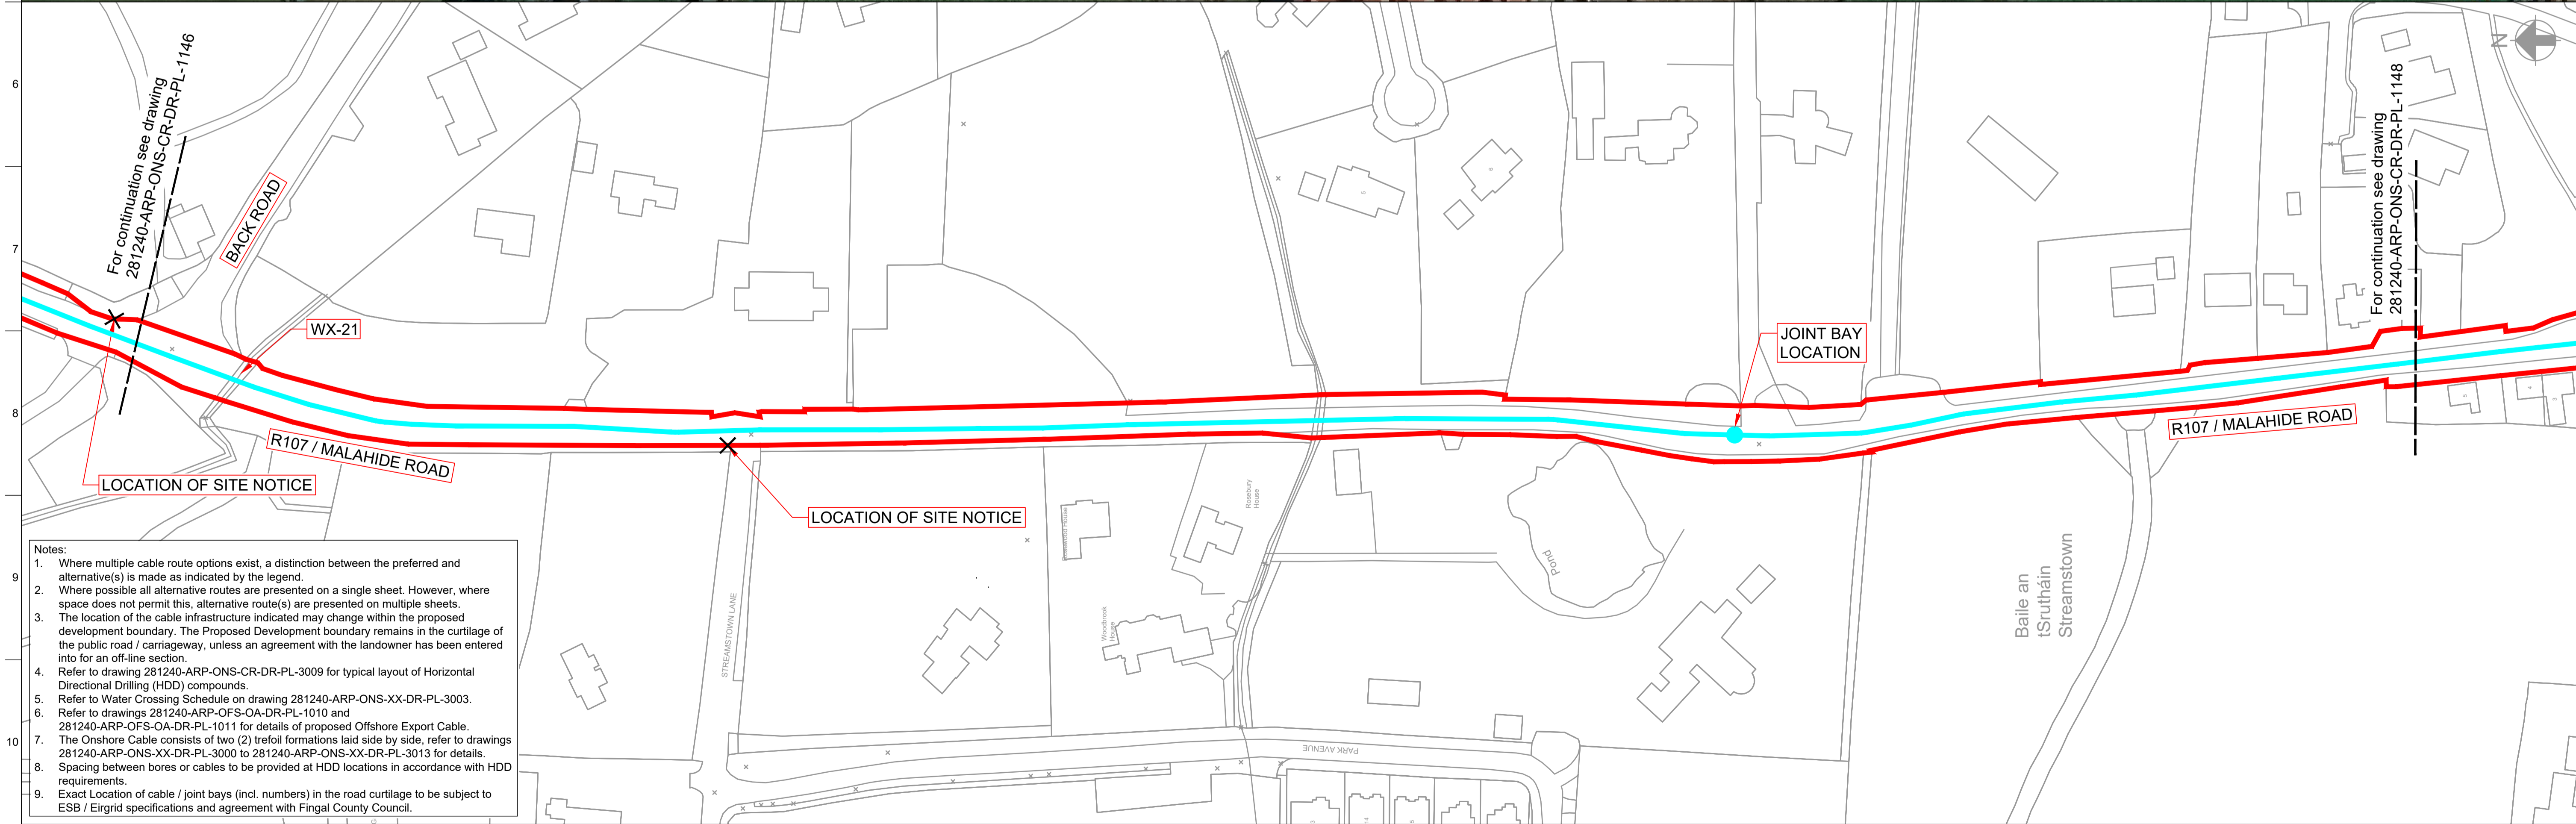 6
7
8
9
10
For continuation see drawing
281240-ARP-ONS-CR-DR-PL-1146
BACK ROAD
WX-21
R107 / MALAHIDE ROAD
LOCATION OF SITE NOTICE
LOCATION OF SITE NOTICE
STREAMSTOWN LANE
Woodbrook
House
Rosebury
House
PARK AVENUE
Pond
5
6
JOINT BAY
LOCATION
For continuation see drawing
281240-ARP-ONS-CR-DR-PL-1148
N
R107 / MALAHIDE ROAD
Baile an
tSrutháin
Streamstown
Notes:
1. Where multiple cable route options exist, a distinction between the preferred and
alternative(s) is made as indicated by the legend.
2. Where possible all alternative routes are presented on a single sheet. However, where
space does not permit this, alternative route(s) are presented on multiple sheets.
3. The location of the cable infrastructure indicated may change within the proposed
development boundary. The Proposed Development boundary remains in the curtilage of
the public road / carriageway, unless an agreement with the landowner has been entered
into for an off-line section.
4. Refer to drawing 281240-ARP-ONS-CR-DR-PL-3009 for typical layout of Horizontal
Directional Drilling (HDD) compounds.
5. Refer to Water Crossing Schedule on drawing 281240-ARP-ONS-XX-DR-PL-3003.
6. Refer to drawings 281240-ARP-OFS-OA-DR-PL-1010 and
281240-ARP-OFS-OA-DR-PL-1011 for details of proposed Offshore Export Cable.
7. The Onshore Cable consists of two (2) trefoil formations laid side by side, refer to drawings
281240-ARP-ONS-XX-DR-PL-3000 to 281240-ARP-ONS-XX-DR-PL-3013 for details.
8. Spacing between bores or cables to be provided at HDD locations in accordance with HDD
requirements.
9. Exact Location of cable / joint bays (incl. numbers) in the road curtilage to be subject to
ESB / Eirgrid specifications and agreement with Fingal County Council.